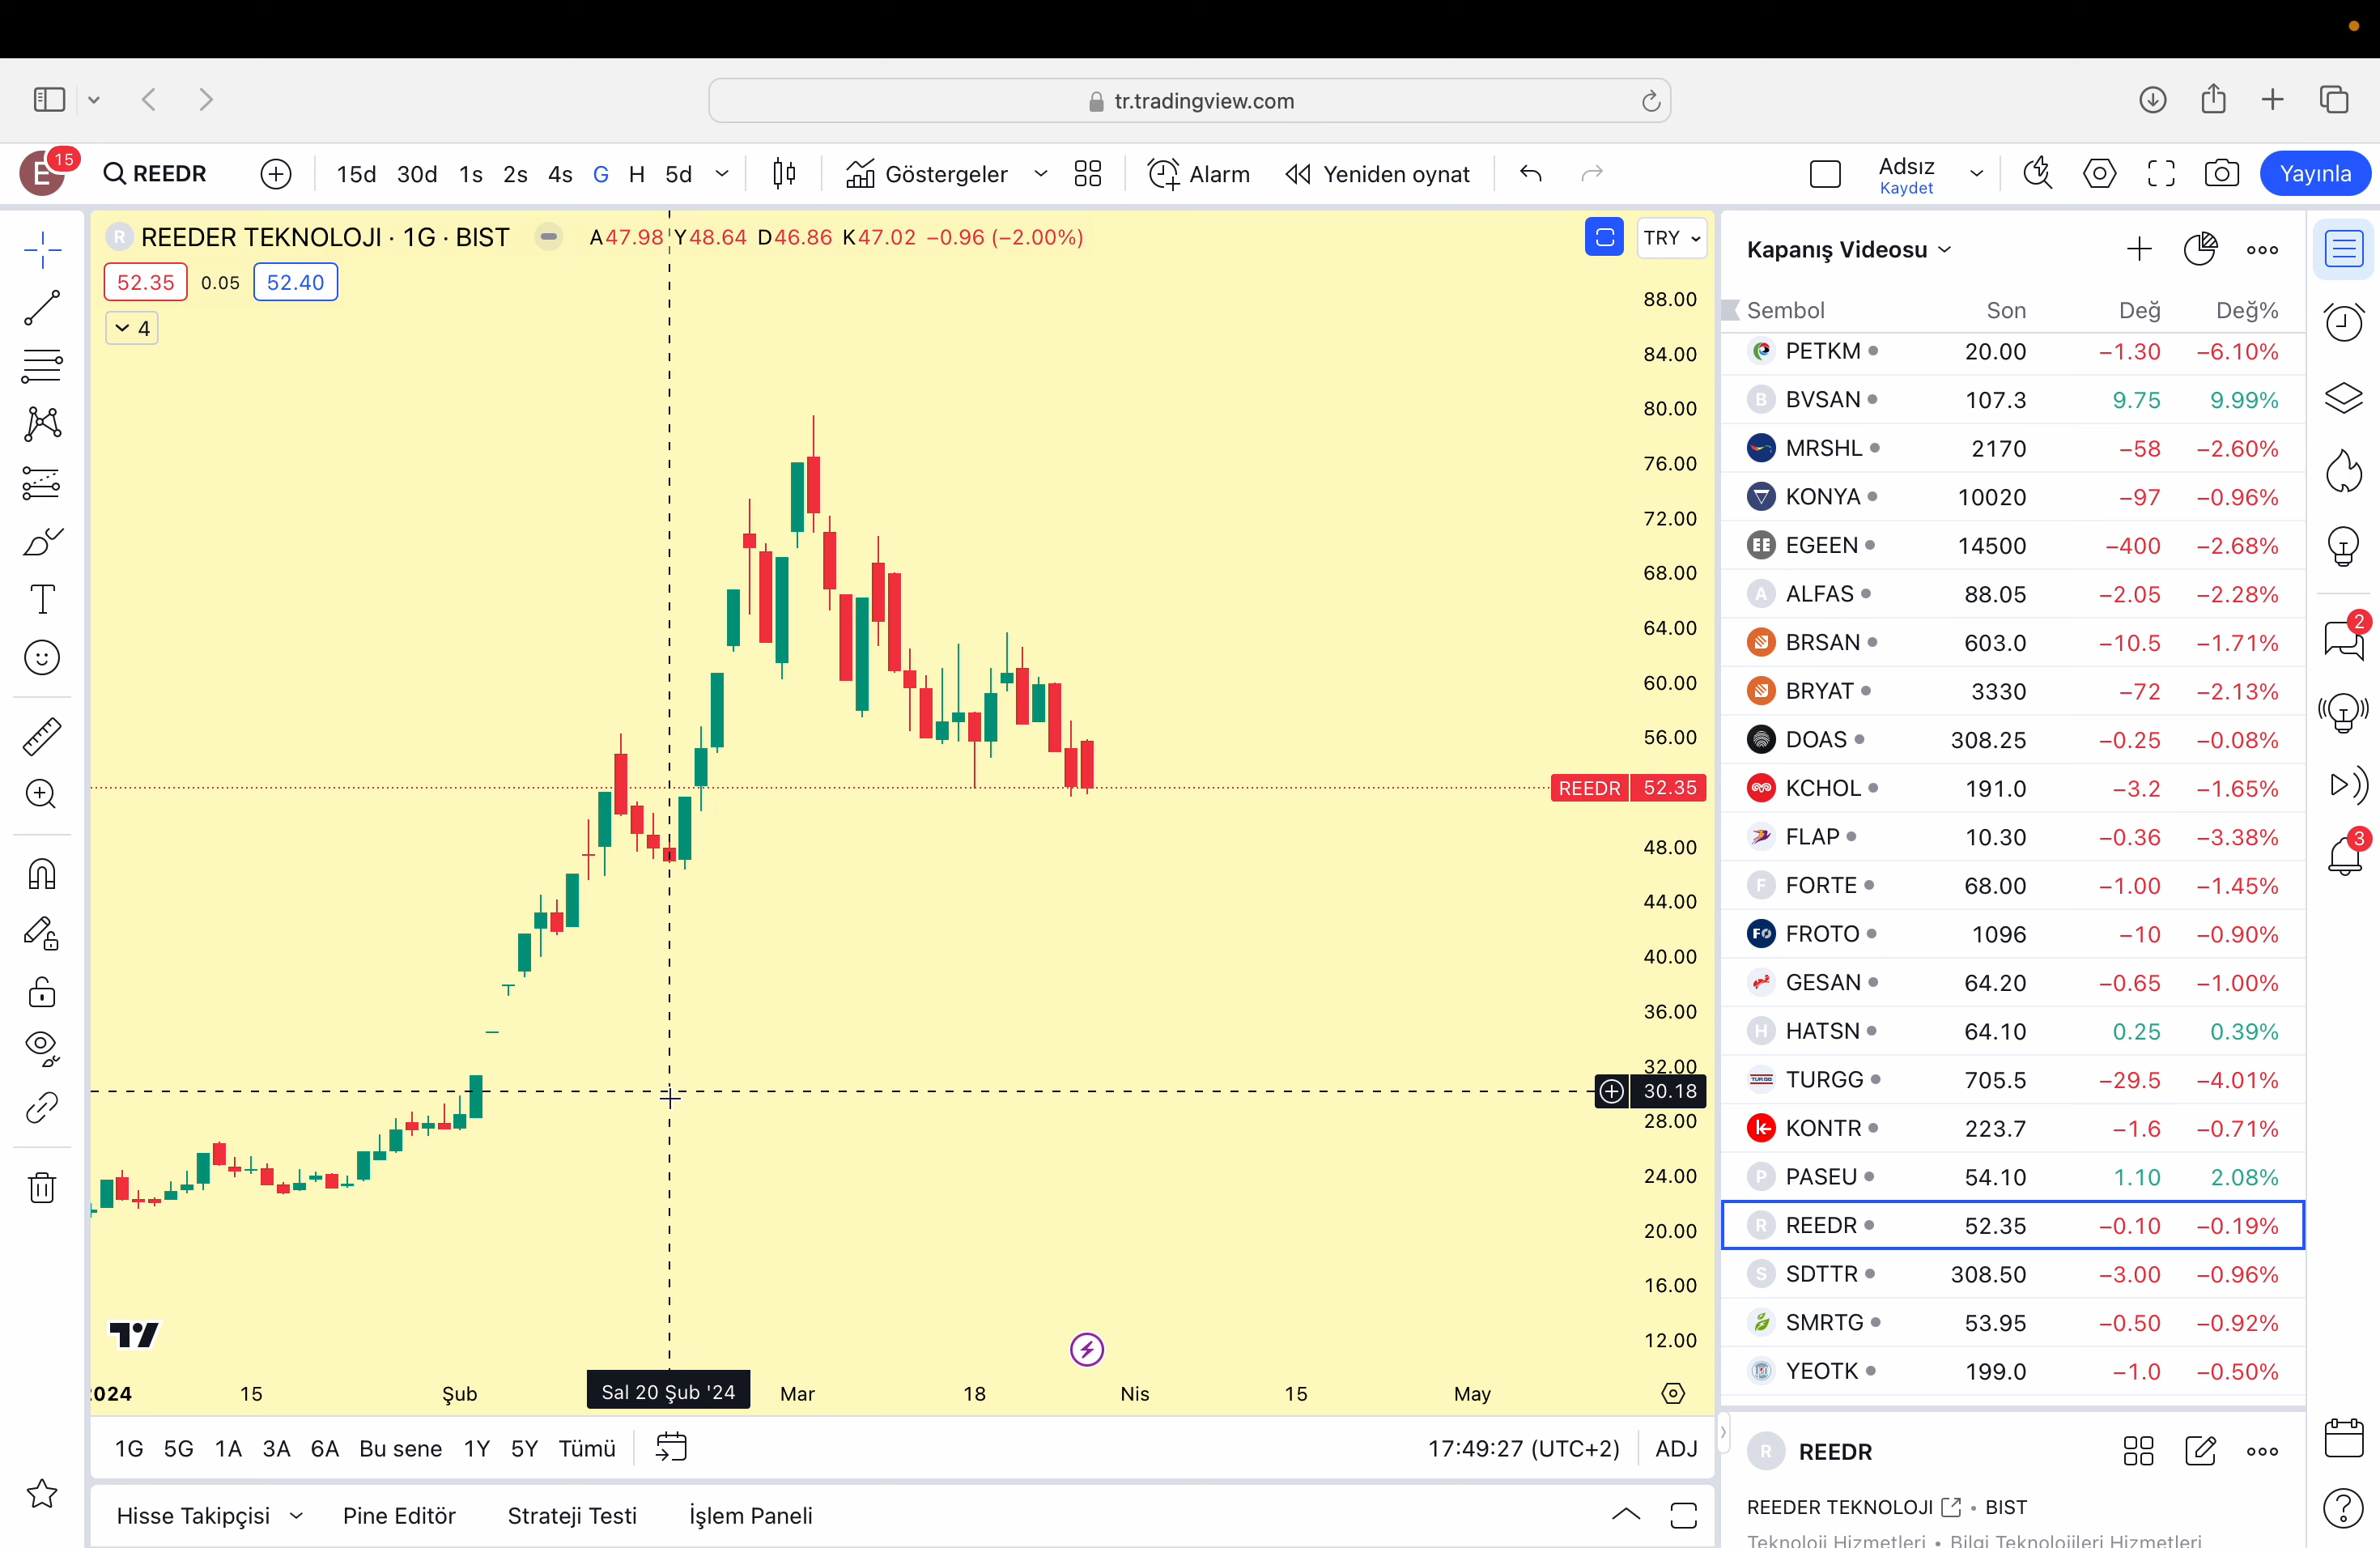 tr.tradingview.com
E 15 REEDR 15d 30d 1s 2s 4s G H 5d Göstergeler Alarm Yeniden oynat Adsız Kaydet Yayınla
R REEDER TEKNOLOJI · 1G · BIST A47.98 Y48.64 D46.86 K47.02 −0.96 (−2.00%) TRY
52.35 0.05 52.40
4
88.00
84.00
80.00
76.00
72.00
68.00
64.00
60.00
56.00
REEDR 52.35
48.00
44.00
40.00
36.00
32.00
30.18
28.00
24.00
20.00
16.00
12.00
2024 15 Şub Sal 20 Şub '24 Mar 18 Nis 15 May
1G 5G 1A 3A 6A Bu sene 1Y 5Y Tümü 17:49:27 (UTC+2) ADJ
Hisse Takipçisi Pine Editör Strateji Testi İşlem Paneli
Kapanış Videosu
Sembol Son Değ Değ%
PETKM 20.00 −1.30 −6.10%
B BVSAN 107.3 9.75 9.99%
MRSHL 2170 −58 −2.60%
KONYA 10020 −97 −0.96%
EE EGEEN 14500 −400 −2.68%
A ALFAS 88.05 −2.05 −2.28%
BRSAN 603.0 −10.5 −1.71%
BRYAT 3330 −72 −2.13%
DOAS 308.25 −0.25 −0.08%
KCHOL 191.0 −3.2 −1.65%
FLAP 10.30 −0.36 −3.38%
F FORTE 68.00 −1.00 −1.45%
FO FROTO 1096 −10 −0.90%
GESAN 64.20 −0.65 −1.00%
H HATSN 64.10 0.25 0.39%
TURGG 705.5 −29.5 −4.01%
KONTR 223.7 −1.6 −0.71%
P PASEU 54.10 1.10 2.08%
R REEDR 52.35 −0.10 −0.19%
S SDTTR 308.50 −3.00 −0.96%
SMRTG 53.95 −0.50 −0.92%
YEOTK 199.0 −1.0 −0.50%
R REEDR
REEDER TEKNOLOJI • BIST
Teknoloji Hizmetleri • Bilgi Teknolojileri Hizmetleri
2
3